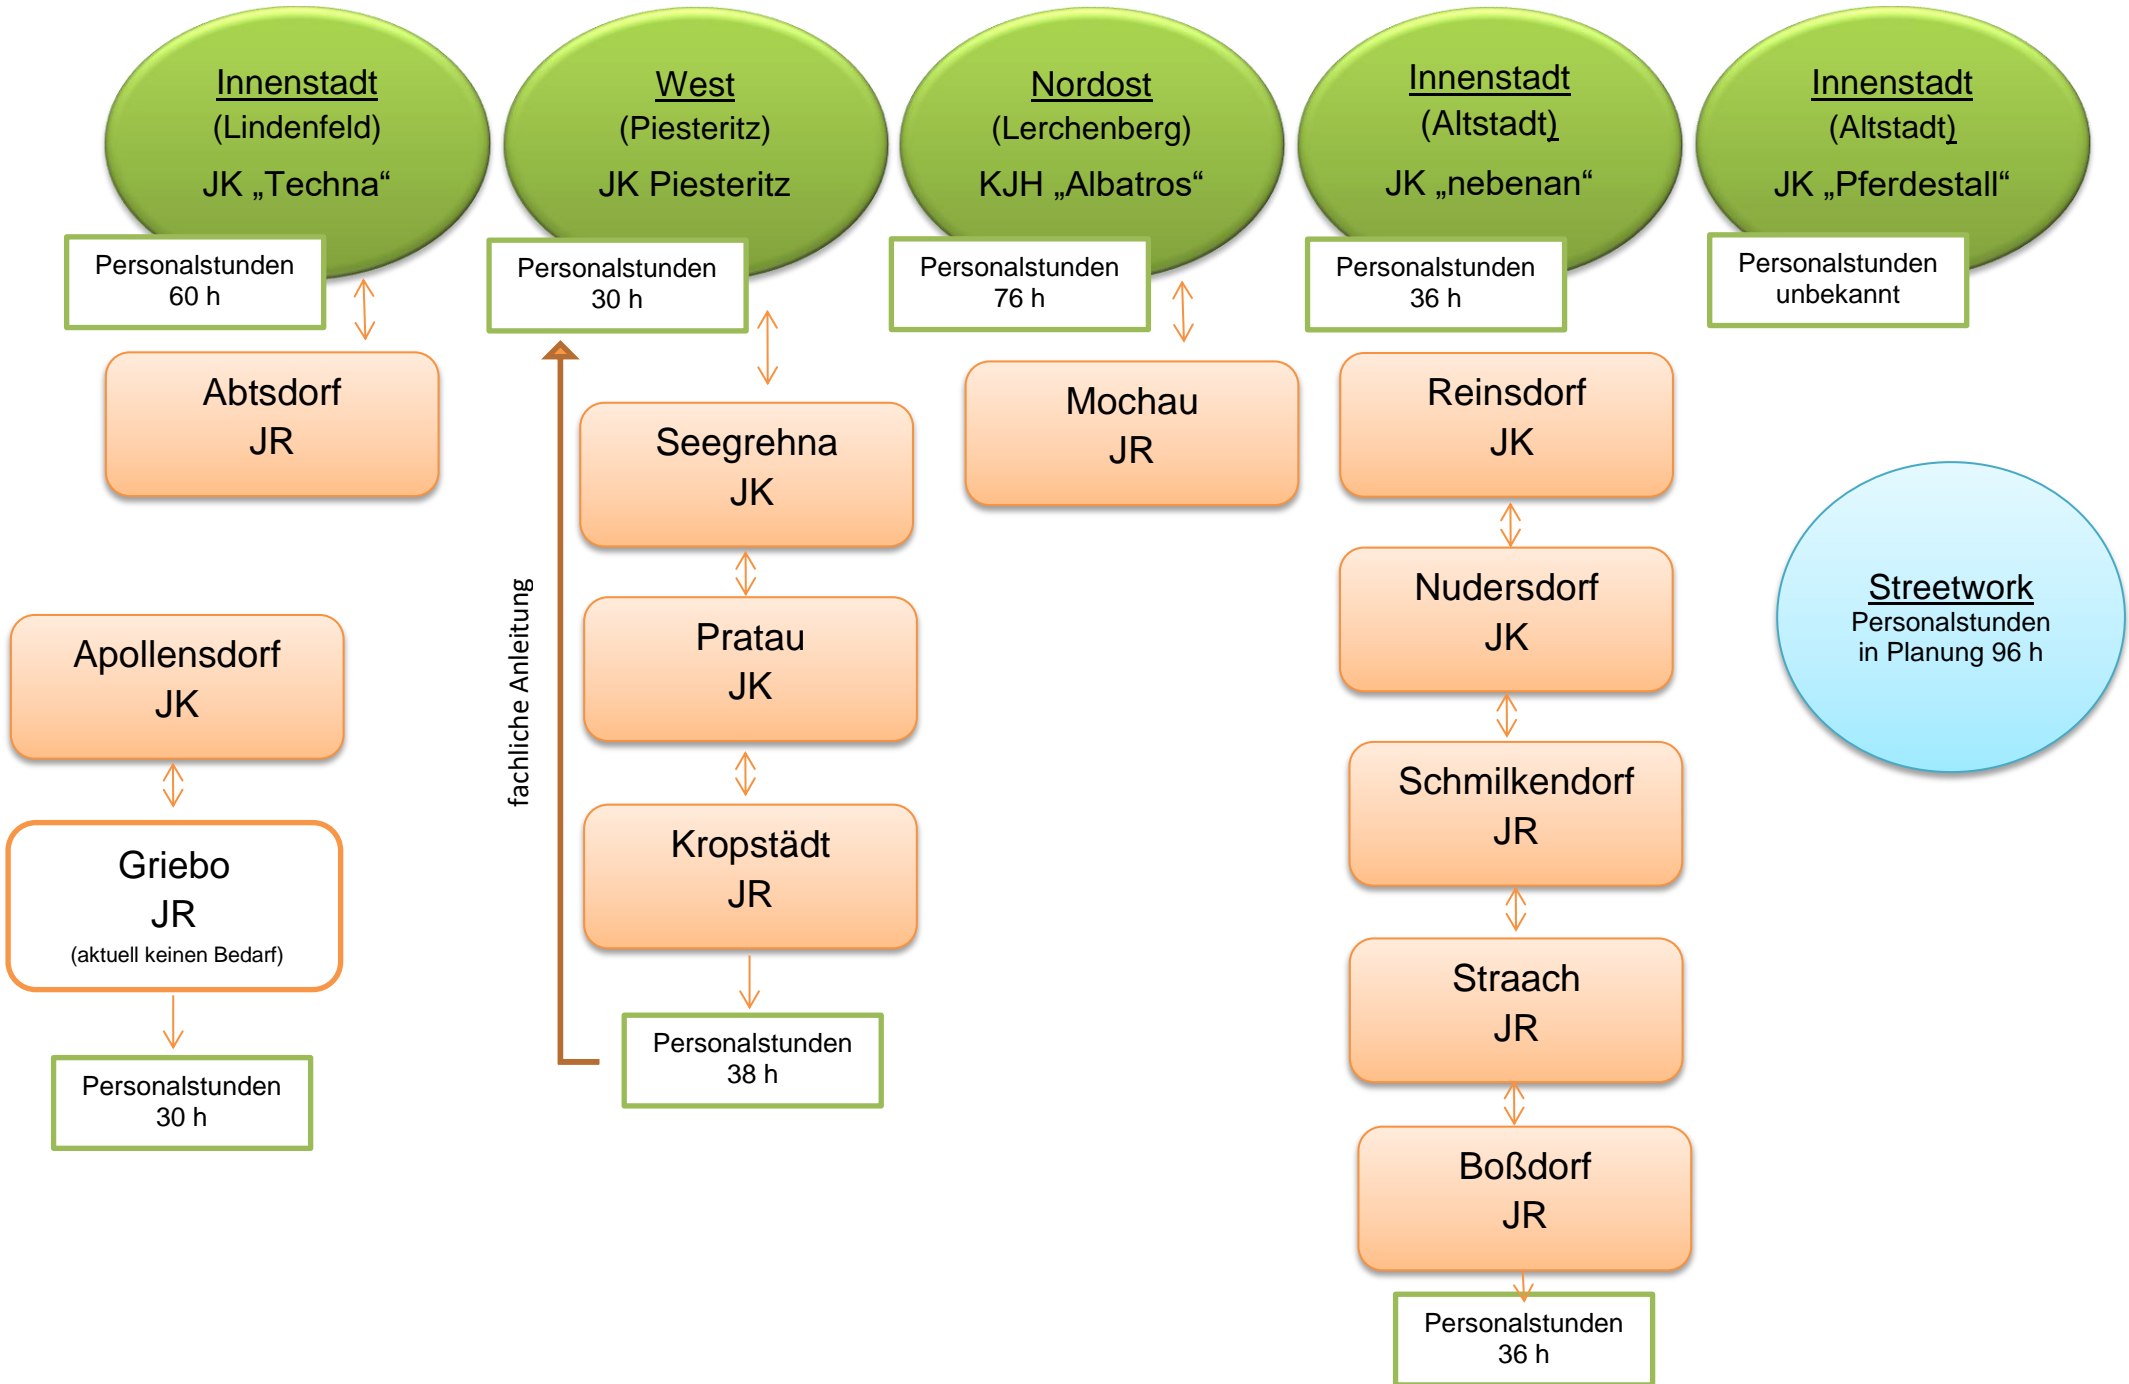 Innenstadt
(Lindenfeld)
JK „Techna“
Personalstunden
60 h
Abtsdorf
JR
Apollensdorf
JK
Griebo
JR
(aktuell keinen Bedarf)
Personalstunden
30 h
West
(Piesteritz)
JK Piesteritz
Personalstunden
30 h
fachliche Anleitung
Seegrehna
JK
Pratau
JK
Kropstädt
JR
Personalstunden
38 h
Nordost
(Lerchenberg)
KJH „Albatros“
Personalstunden
76 h
Mochau
JR
Innenstadt
(Altstadt)
JK „nebenan“
Personalstunden
36 h
Reinsdorf
JK
Nudersdorf
JK
Schmilkendorf
JR
Straach
JR
Boßdorf
JR
Personalstunden
36 h
Innenstadt
(Altstadt)
JK „Pferdestall“
Personalstunden
unbekannt
Streetwork
Personalstunden
in Planung 96 h